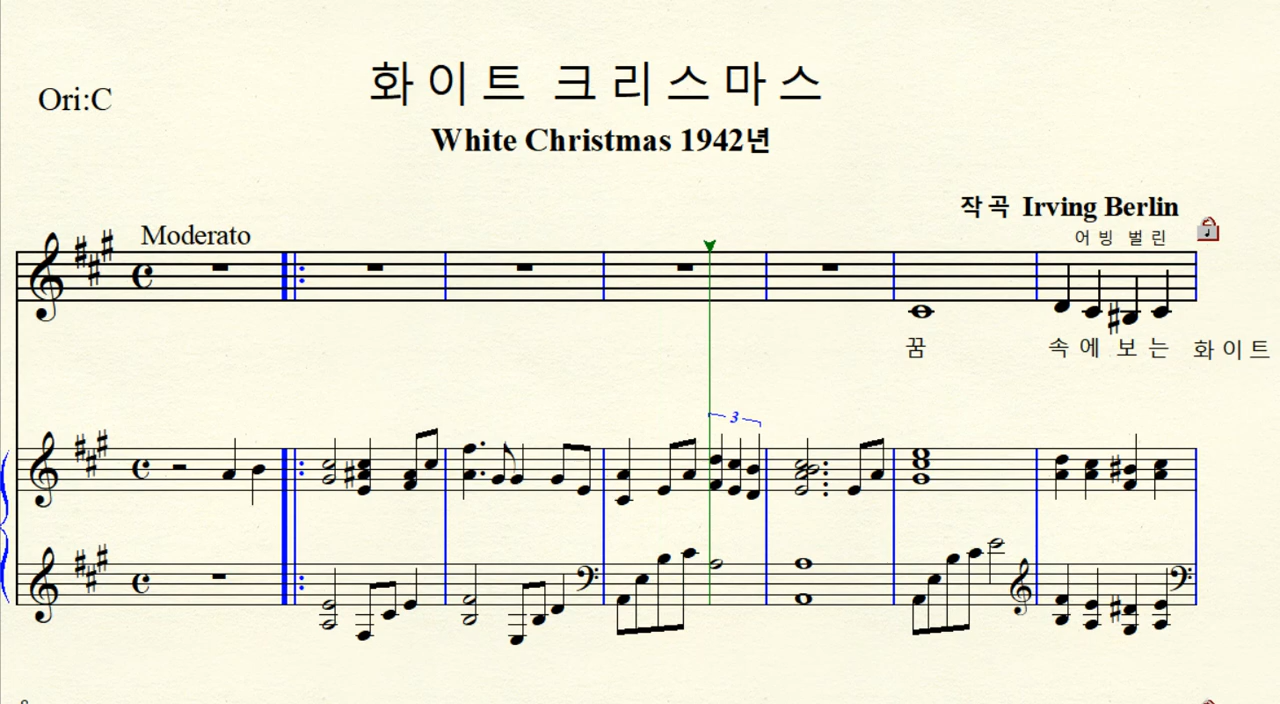 화이트 크리스마스
Ori:C
White Christmas 1942년
작곡 Irving Berlin
어빙 벌린
Moderato
꿈 속에 보는 화이트
3